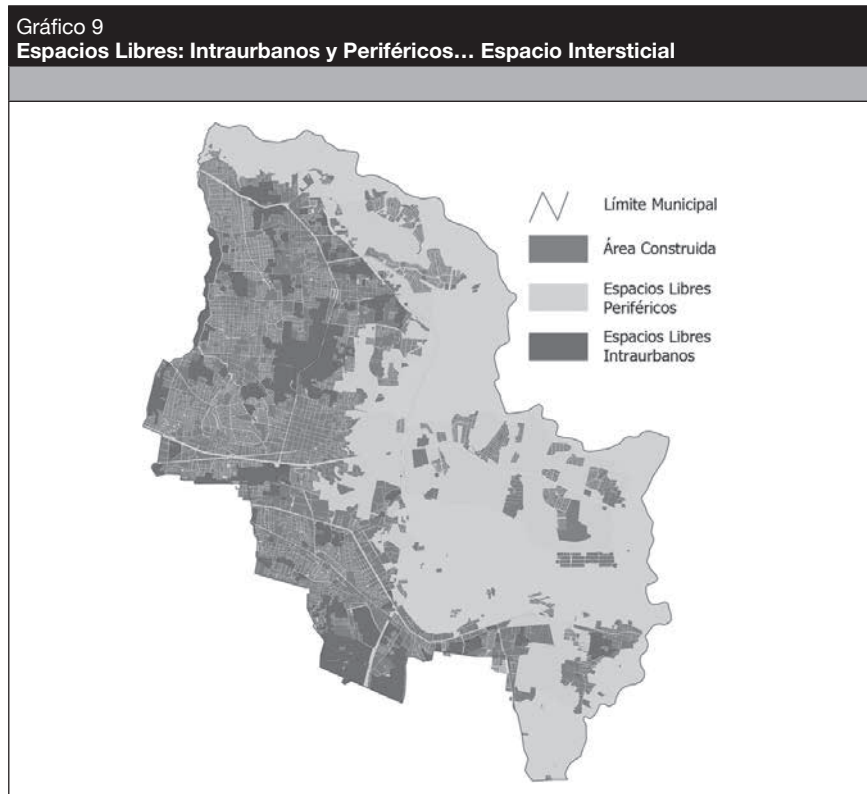 Gráfico 9
Espacios Libres: Intraurbanos y Periféricos... Espacio Intersticial
Límite Municipal
Área Construida
Espacios Libres
Periféricos
Espacios Libres
Intraurbanos